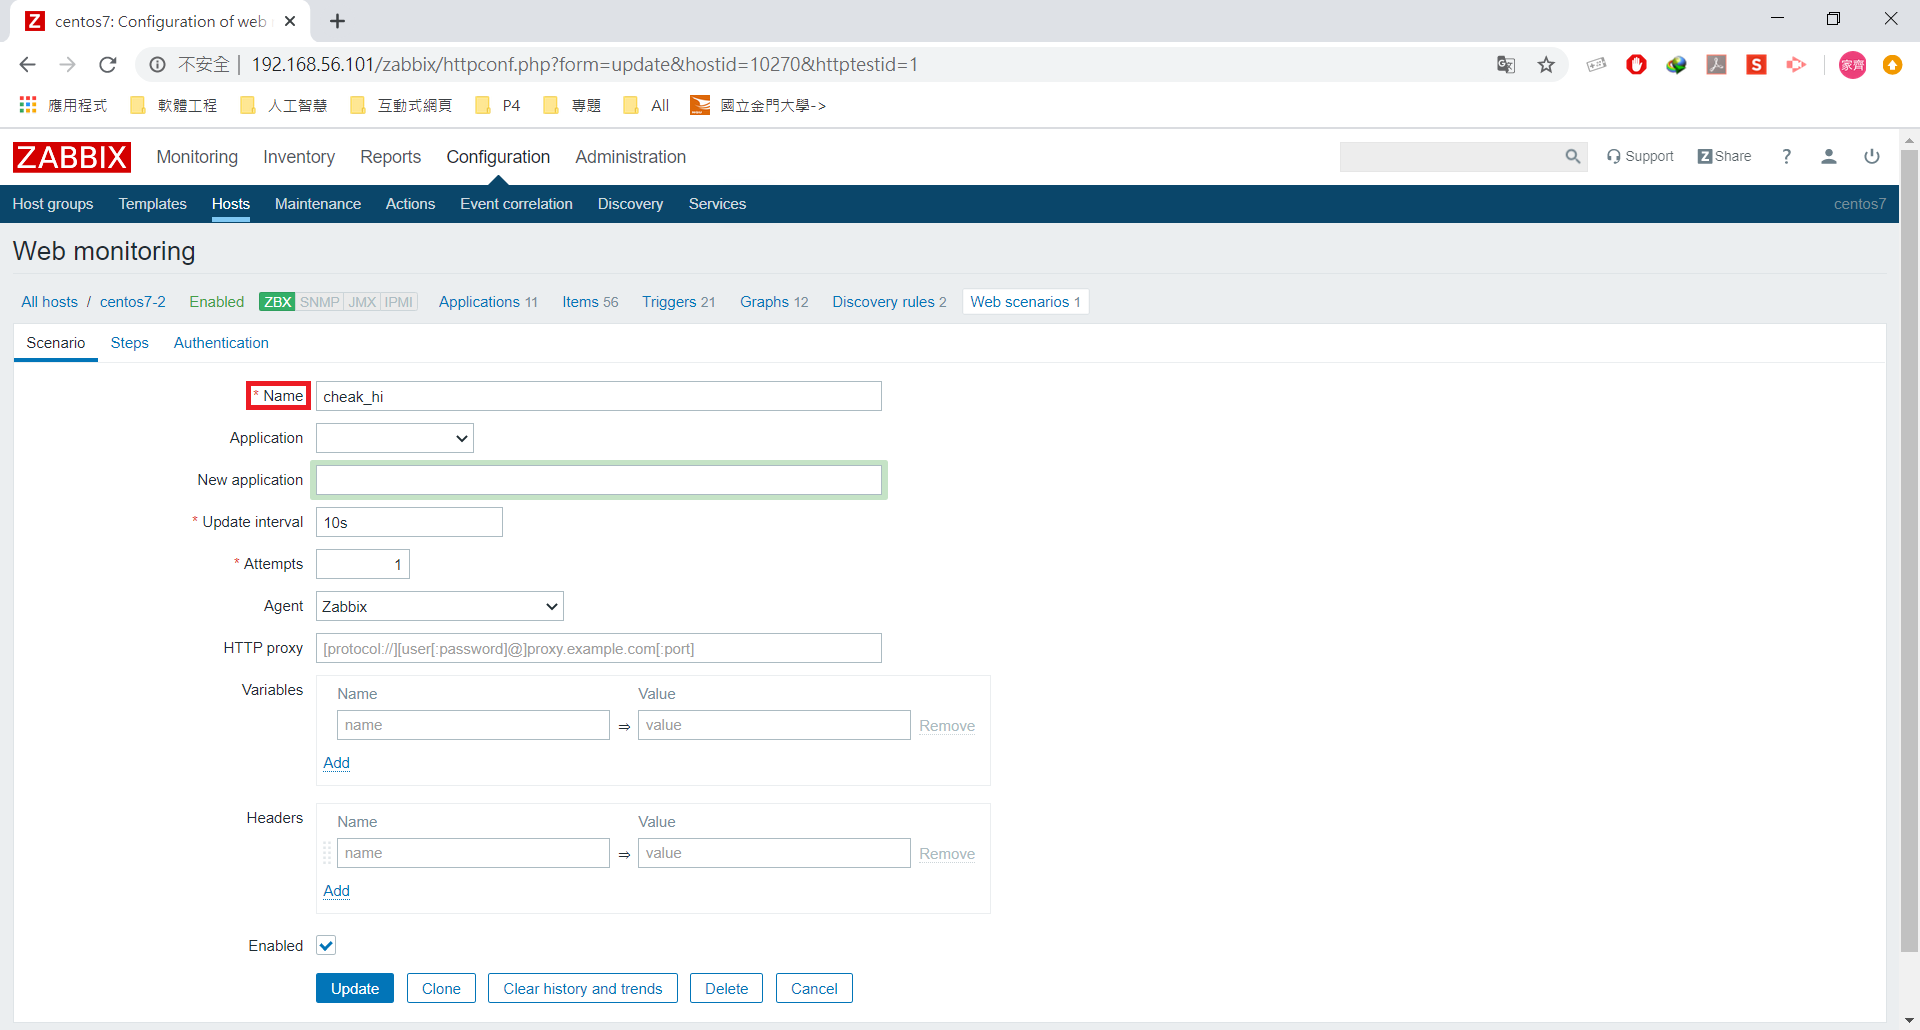 Z centos7: Configuration of web
不安全 | 192.168.56.101/zabbix/httpconf.php?form=update&hostid=10270&httptestid=1 S 家齊
應用程式 軟體工程 人工智慧 互動式網頁 P4 專題 All 國立金門大學->
ZABBIX Monitoring Inventory Reports Configuration Administration Support Z Share ?
Host groups Templates Hosts Maintenance Actions Event correlation Discovery Services centos7
Web monitoring
All hosts / centos7-2 Enabled ZBX SNMP JMX IPMI Applications 11 Items 56 Triggers 21 Graphs 12 Discovery rules 2 Web scenarios 1
Scenario Steps Authentication
* Name cheak_hi
Application
New application
* Update interval 10s
* Attempts 1
Agent Zabbix
HTTP proxy [protocol://][user[:password]@]proxy.example.com[:port]
Variables Name Value
name ⇒ value Remove
Add
Headers Name Value
name ⇒ value Remove
Add
Enabled
Update Clone Clear history and trends Delete Cancel